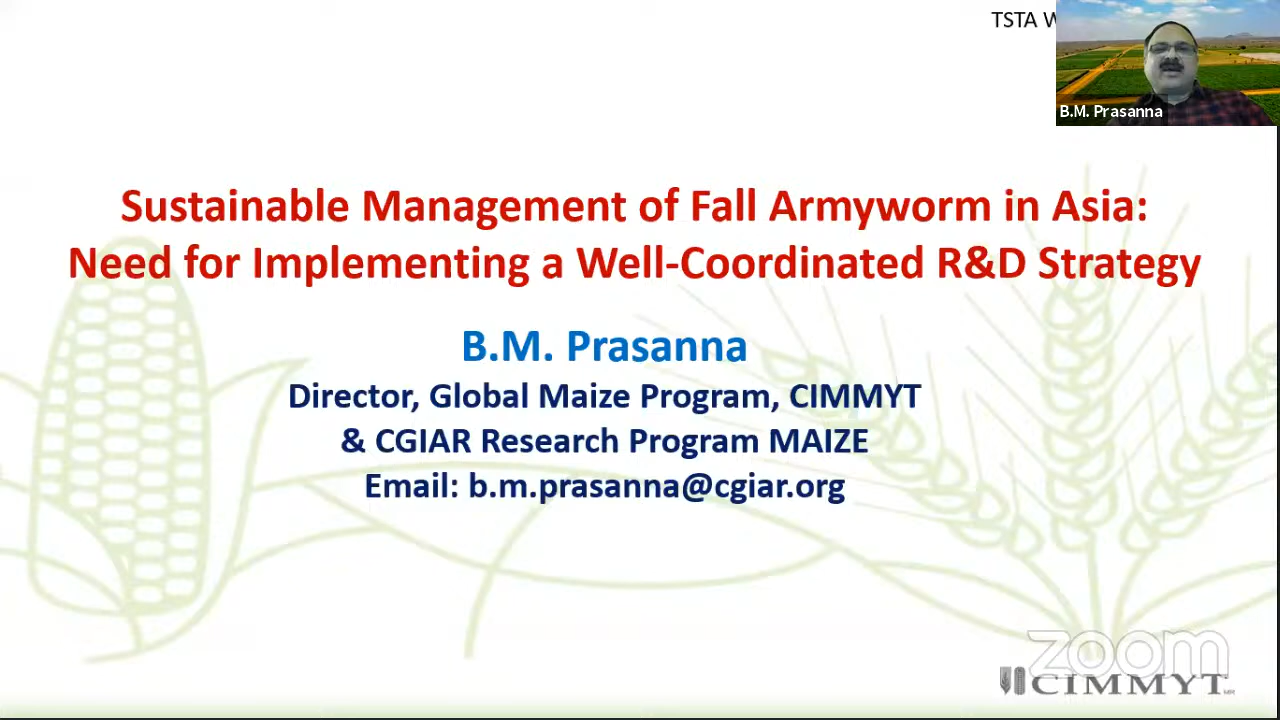 TSTA
B.M. Prasanna
Sustainable Management of Fall Armyworm in Asia:
Need for Implementing a Well-Coordinated R&D Strategy
B.M. Prasanna
Director, Global Maize Program, CIMMYT
& CGIAR Research Program MAIZE
Email: b.m.prasanna@cgiar.org
zoom
CIMMYT